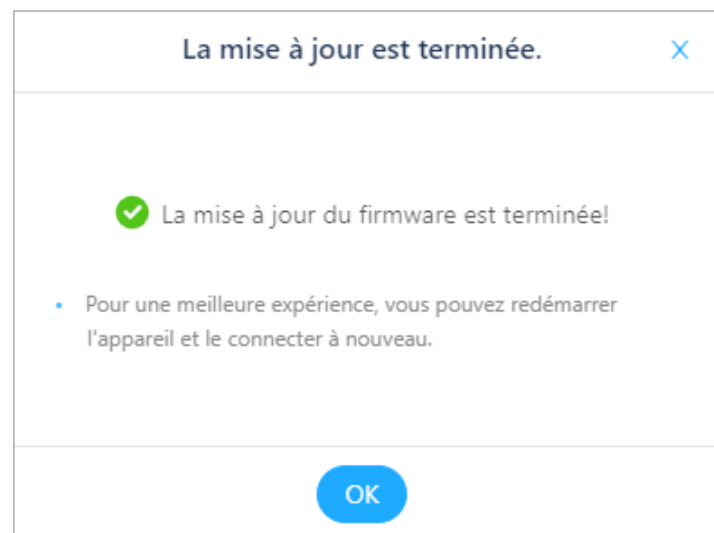 La mise à jour est terminée.
La mise à jour du firmware est terminée!
Pour une meilleure expérience, vous pouvez redémarrer
l'appareil et le connecter à nouveau.
OK